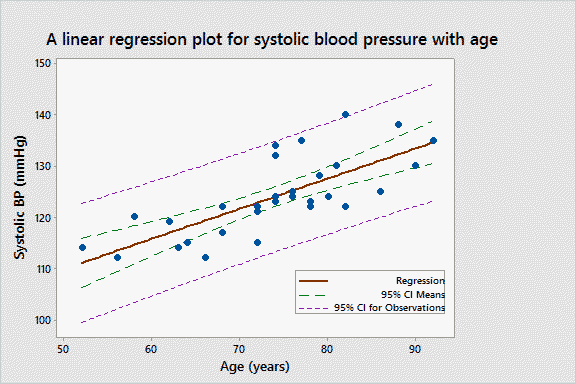 A linear regression plot for systolic blood pressure with age
150
140
130
120
110
100
Systolic BP (mmHg)
Regression
95% CI Means
95% CI for Observations
50
60
70
80
90
Age (years)